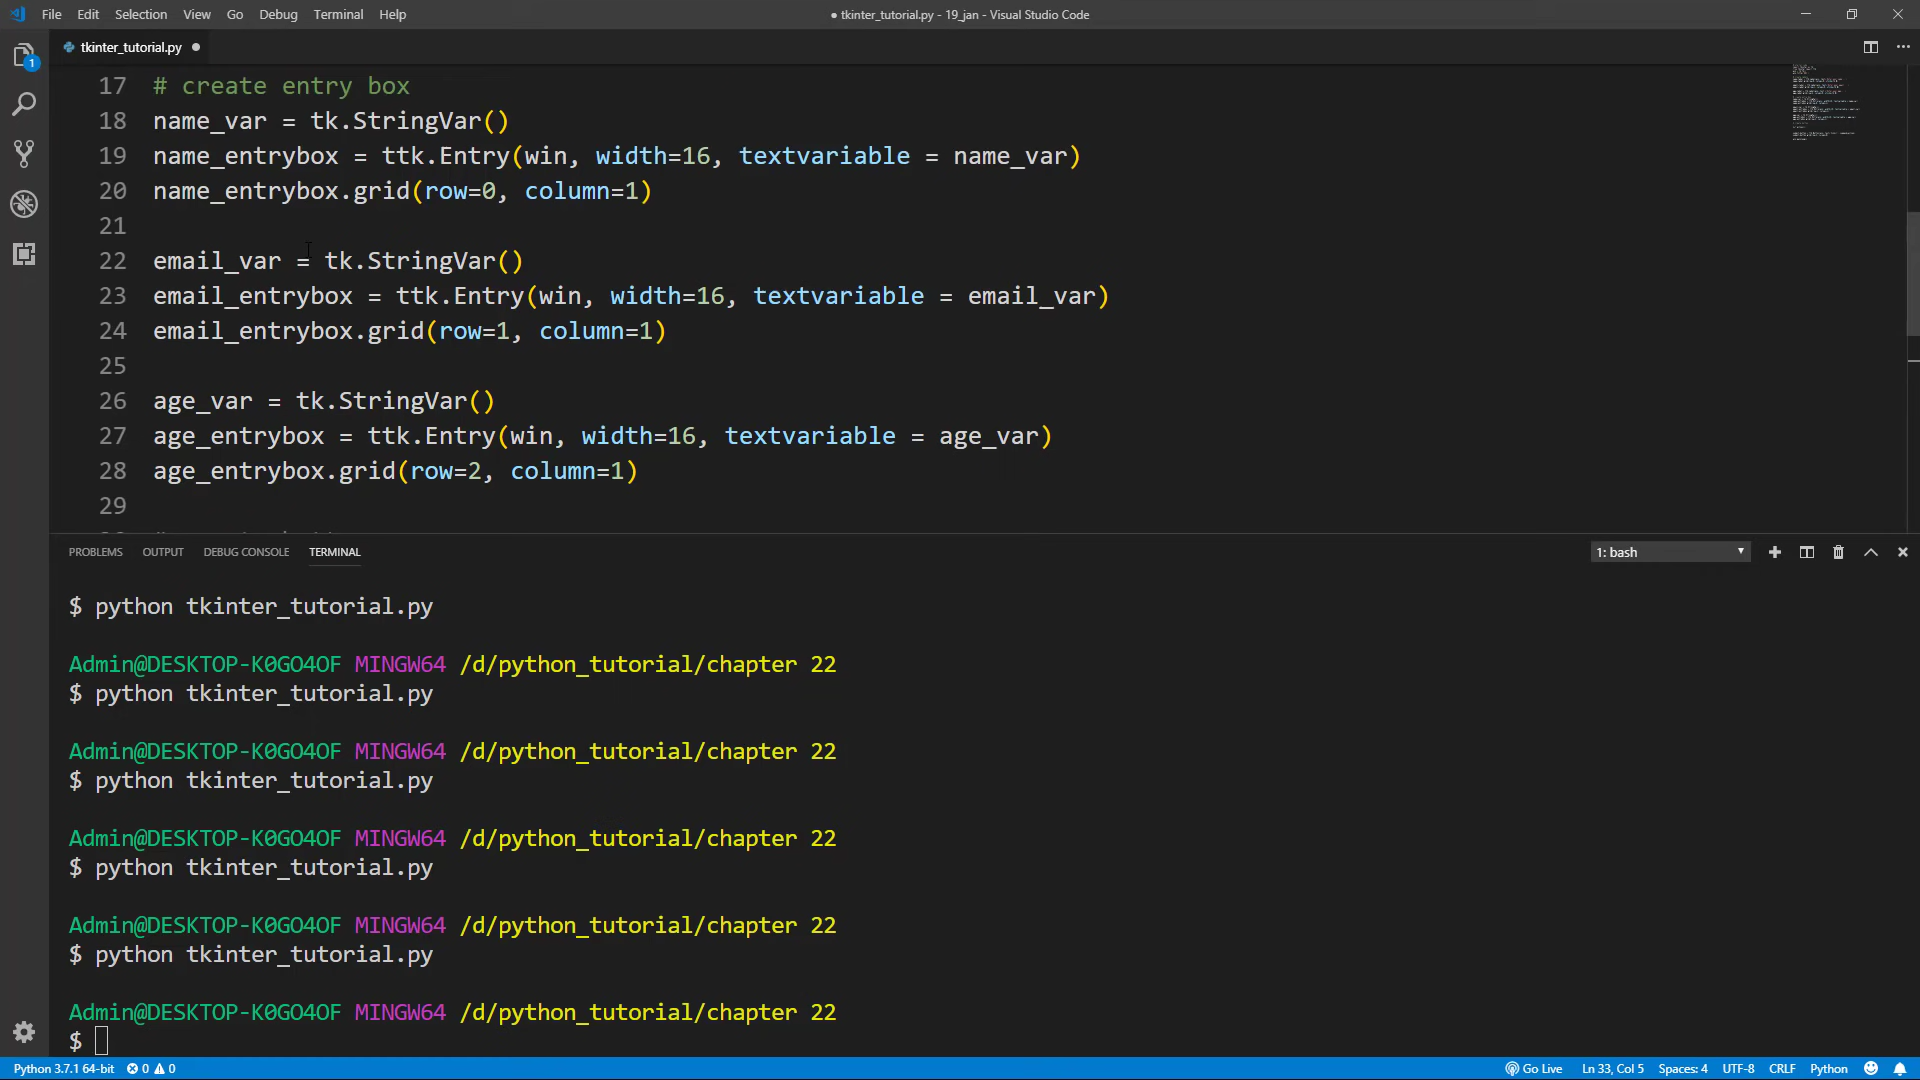 File Edit Selection View Go Debug Terminal Help
● tkinter_tutorial.py - 19_jan - Visual Studio Code
tkinter_tutorial.py ●
1
17 # create entry box
18 name_var = tk.StringVar()
19 name_entrybox = ttk.Entry(win, width=16, textvariable = name_var)
20 name_entrybox.grid(row=0, column=1)
21
22 email_var = tk.StringVar()
23 email_entrybox = ttk.Entry(win, width=16, textvariable = email_var)
24 email_entrybox.grid(row=1, column=1)
25
26 age_var = tk.StringVar()
27 age_entrybox = ttk.Entry(win, width=16, textvariable = age_var)
28 age_entrybox.grid(row=2, column=1)
29
PROBLEMS OUTPUT DEBUG CONSOLE TERMINAL 1: bash
$ python tkinter_tutorial.py
Admin@DESKTOP-K0GO4OF MINGW64 /d/python_tutorial/chapter 22
$ python tkinter_tutorial.py
Admin@DESKTOP-K0GO4OF MINGW64 /d/python_tutorial/chapter 22
$ python tkinter_tutorial.py
Admin@DESKTOP-K0GO4OF MINGW64 /d/python_tutorial/chapter 22
$ python tkinter_tutorial.py
Admin@DESKTOP-K0GO4OF MINGW64 /d/python_tutorial/chapter 22
$ python tkinter_tutorial.py
Admin@DESKTOP-K0GO4OF MINGW64 /d/python_tutorial/chapter 22
$
Python 3.7.1 64-bit 0 0 Go Live Ln 33, Col 5 Spaces: 4 UTF-8 CRLF Python